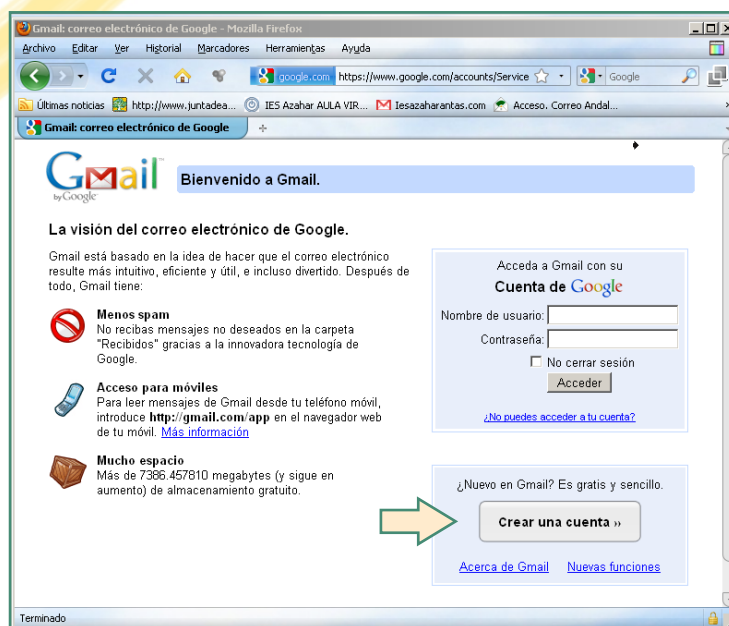 Gmail: correo electrónico de Google - Mozilla Firefox
Archivo Editar Ver Historial Marcadores Herramientas Ayuda
google.com https://www.google.com/accounts/Service Google
Últimas noticias http://www.juntadea... IES Azahar AULA VIR... Iesazaharantas.com Acceso. Correo Andal...
Gmail: correo electrónico de Google
Gmail
by Google
Bienvenido a Gmail.
La visión del correo electrónico de Google.
Gmail está basado en la idea de hacer que el correo electrónico
resulte más intuitivo, eficiente y útil, e incluso divertido. Después de
todo, Gmail tiene:
Menos spam
No recibas mensajes no deseados en la carpeta
"Recibidos" gracias a la innovadora tecnología de
Google.
Acceso para móviles
Para leer mensajes de Gmail desde tu teléfono móvil,
introduce http://gmail.com/app en el navegador web
de tu móvil. Más información
Mucho espacio
Más de 7386.457810 megabytes (y sigue en
aumento) de almacenamiento gratuito.
Acceda a Gmail con su
Cuenta de Google
Nombre de usuario:
Contraseña:
No cerrar sesión
Acceder
¿No puedes acceder a tu cuenta?
¿Nuevo en Gmail? Es gratis y sencillo.
Crear una cuenta »
Acerca de Gmail Nuevas funciones
Terminado